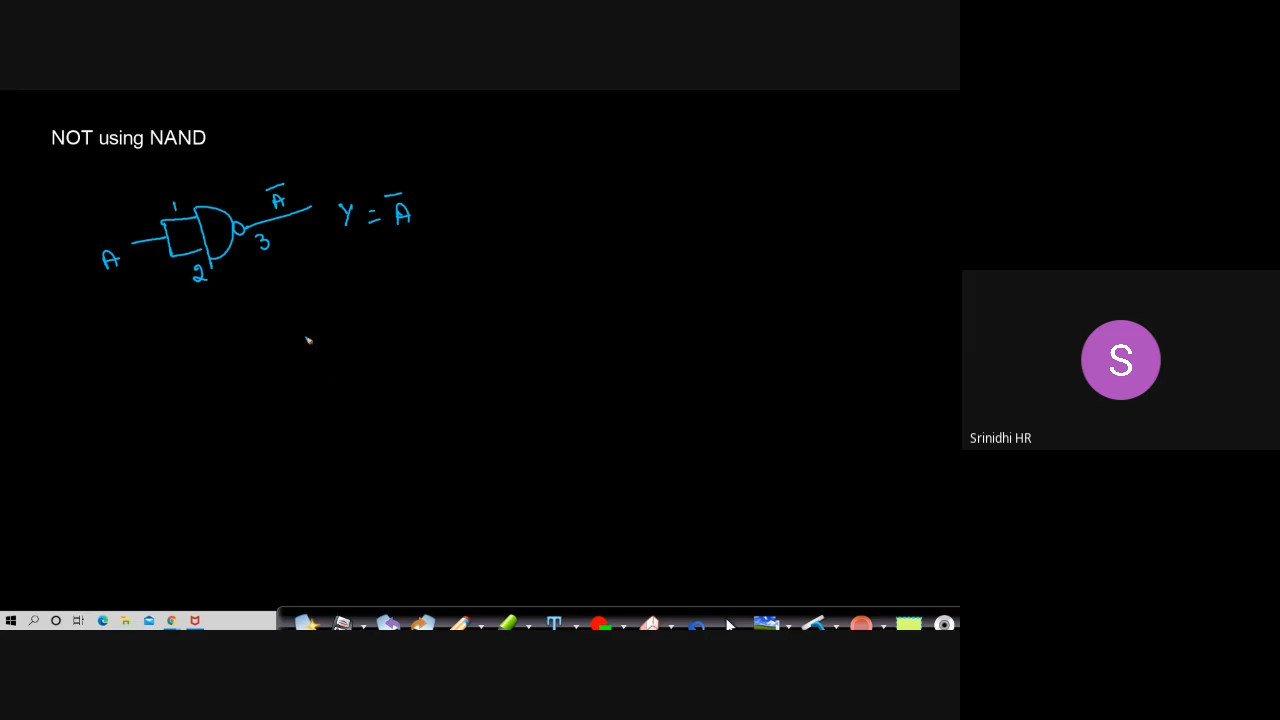 NOT using NAND
1
A̅
Y = A̅
A
2
3
S
Srinidhi HR